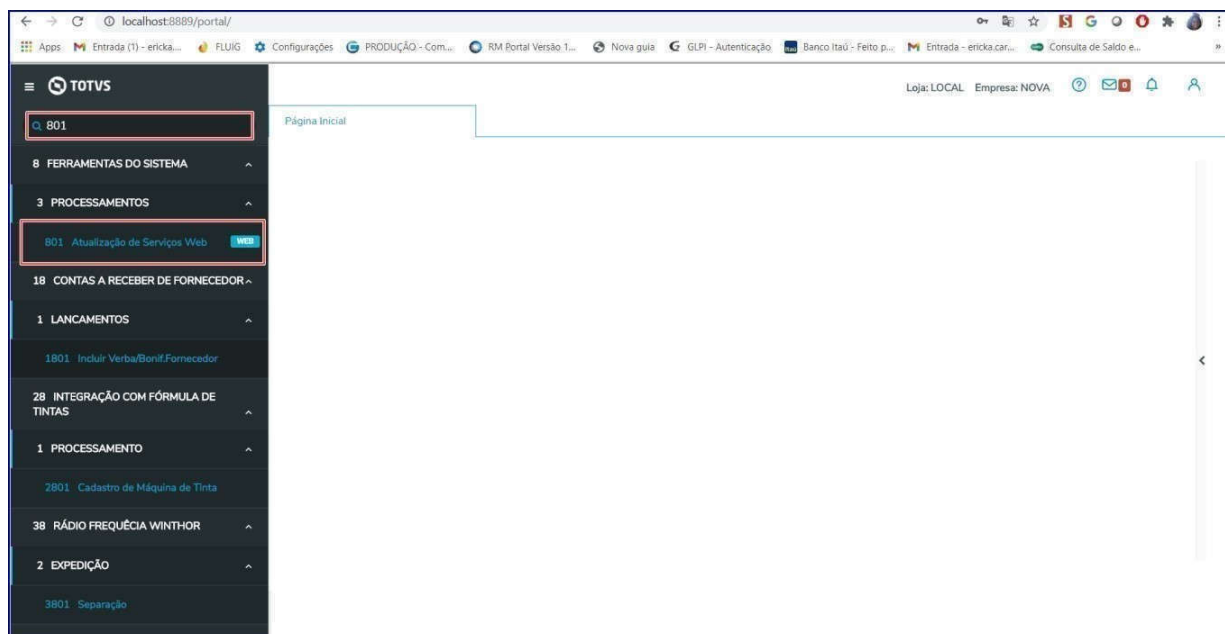 localhost:8889/portal/
Apps Entrada (1) - ericka.... FLUIG Configurações PRODUÇÃO - Com... RM Portal Versão 1... Nova guia GLPI - Autenticação Banco Itaú - Feito p... Entrada - ericka.car... Consulta de Saldo e... »
TOTVS
Loja: LOCAL Empresa: NOVA 0
801
Página Inicial
8 FERRAMENTAS DO SISTEMA
3 PROCESSAMENTOS
801 Atualização de Serviços Web WEB
18 CONTAS A RECEBER DE FORNECEDOR
1 LANCAMENTOS
1801 Incluir Verba/Bonif.Fornecedor
28 INTEGRAÇÃO COM FÓRMULA DE
TINTAS
1 PROCESSAMENTO
2801 Cadastro de Máquina de Tinta
38 RÁDIO FREQUÊCIA WINTHOR
2 EXPEDIÇÃO
3801 Separação